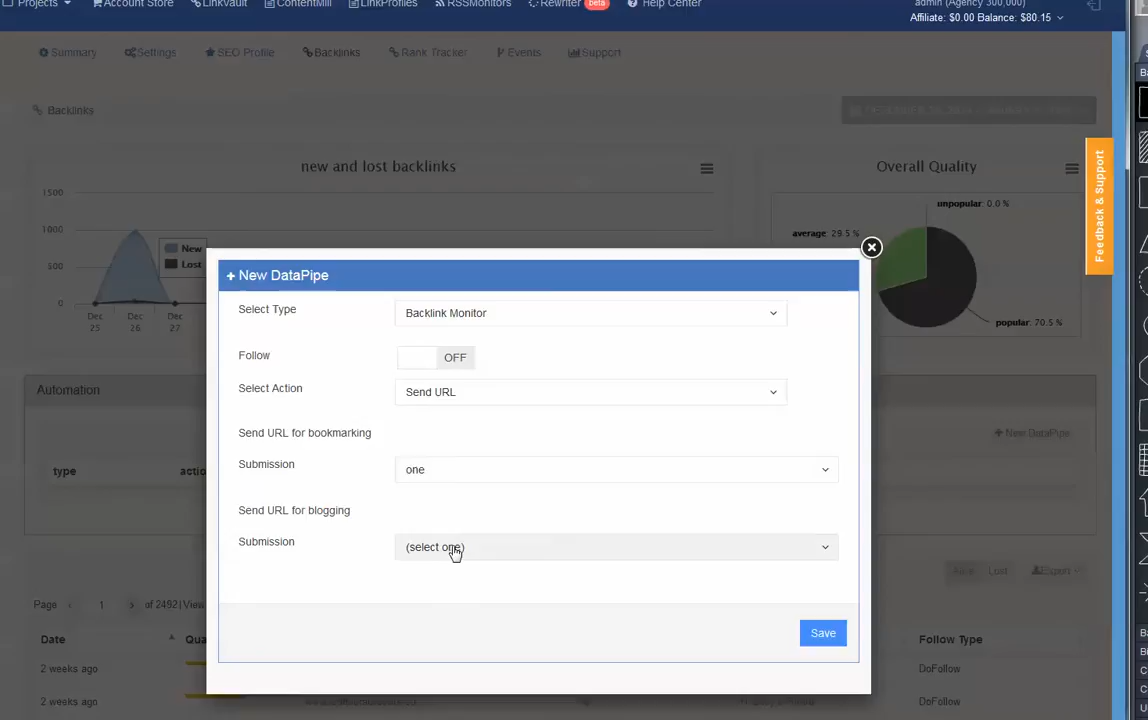 Projects Account Store LinkVault ContentMill LinkProfiles RSSMonitors Rewriter beta Help Center
admin (Agency 300,000)
Affiliate: $0.00 Balance: $80.15
Summary Settings SEO Profile Backlinks Rank Tracker Events Support
Backlinks
new and lost backlinks
Overall Quality
1500
1000
500
0
New
Lost
Dec 25
Dec 26
Dec 27
unpopular: 0.0 %
average: 29.5 %
popular: 70.5 %
Feedback & Support
+ New DataPipe
Select Type Backlink Monitor
Follow OFF
Select Action Send URL
Send URL for bookmarking
Submission one
Send URL for blogging
Submission (select one)
Save
Automation
+ New DataPipe
type actio
Lost Export
Page 1 of 2492 | View
Date Qua Follow Type
2 weeks ago DoFollow
2 weeks ago DoFollow